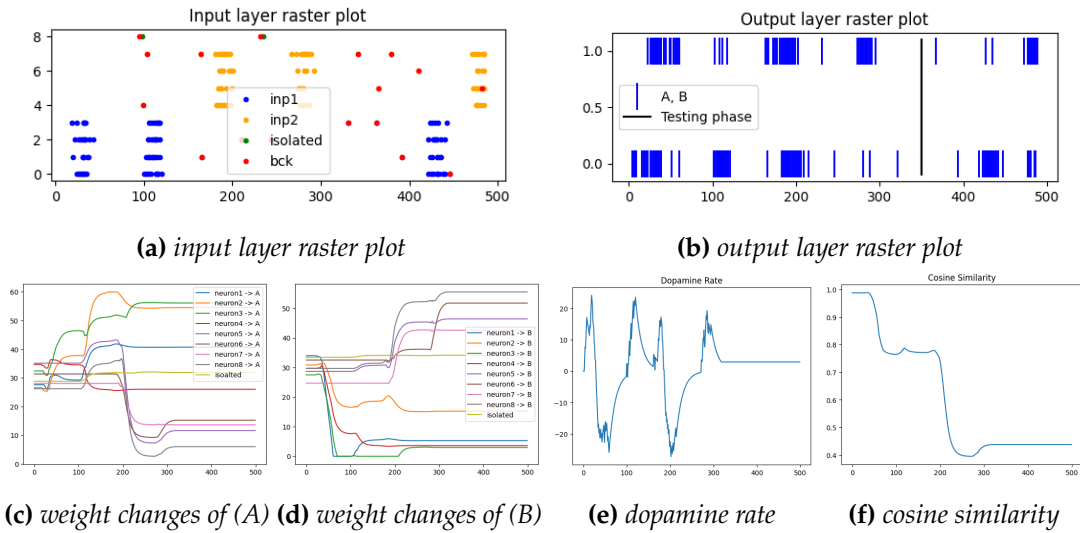 Input layer raster plot
8
6
4
2
0
inp1
inp2
isolated
bck
0 100 200 300 400 500
(a) input layer raster plot
Output layer raster plot
1.0
0.5
0.0
A, B
Testing phase
0 100 200 300 400 500
(b) output layer raster plot
60
50
40
30
20
10
0
neuron1 -> A
neuron2 -> A
neuron3 -> A
neuron4 -> A
neuron5 -> A
neuron6 -> A
neuron7 -> A
neuron8 -> A
isoalted
0 100 200 300 400 500
(c) weight changes of (A)
50
40
30
20
10
0
neuron1 -> B
neuron2 -> B
neuron3 -> B
neuron4 -> B
neuron5 -> B
neuron6 -> B
neuron7 -> B
neuron8 -> B
isolated
0 100 200 300 400 500
(d) weight changes of (B)
Dopamine Rate
20
10
0
−10
−20
0 100 200 300 400 500
(e) dopamine rate
Cosine Similarity
1.0
0.9
0.8
0.7
0.6
0.5
0.4
0 100 200 300 400 500
(f) cosine similarity